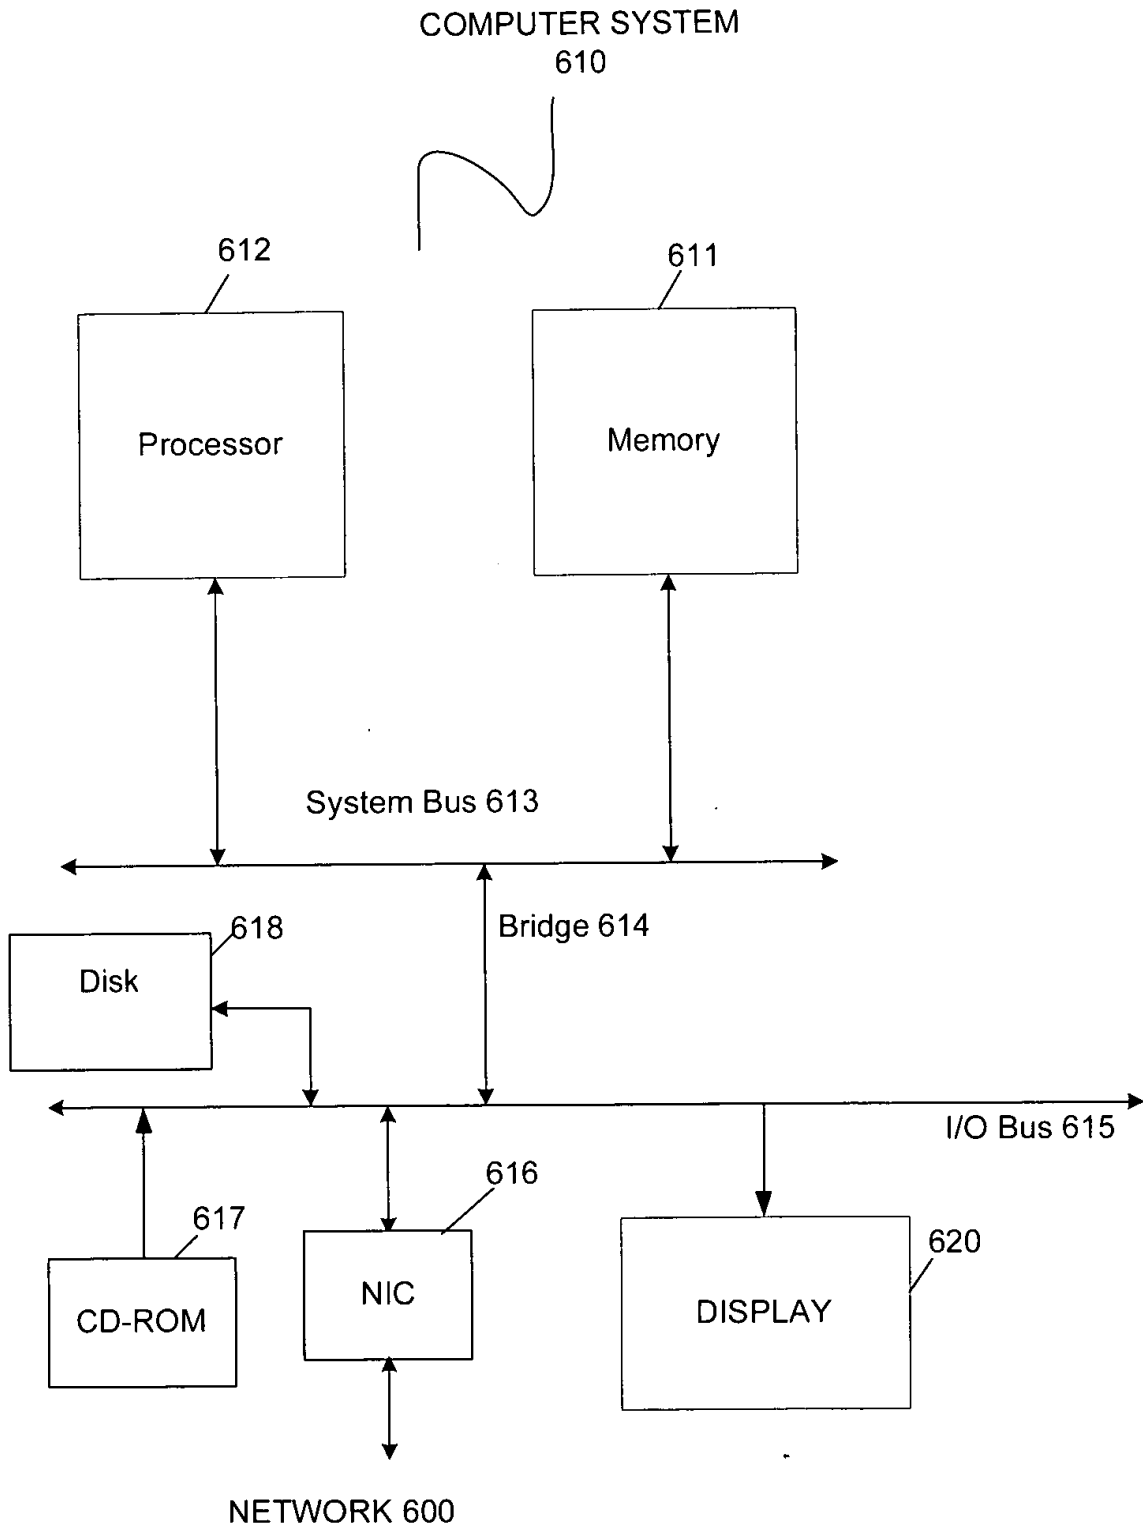 COMPUTER SYSTEM
610
612
611
Processor
Memory
System Bus 613
Bridge 614
618
Disk
I/O Bus 615
616
617
620
NIC
CD-ROM
DISPLAY
NETWORK 600